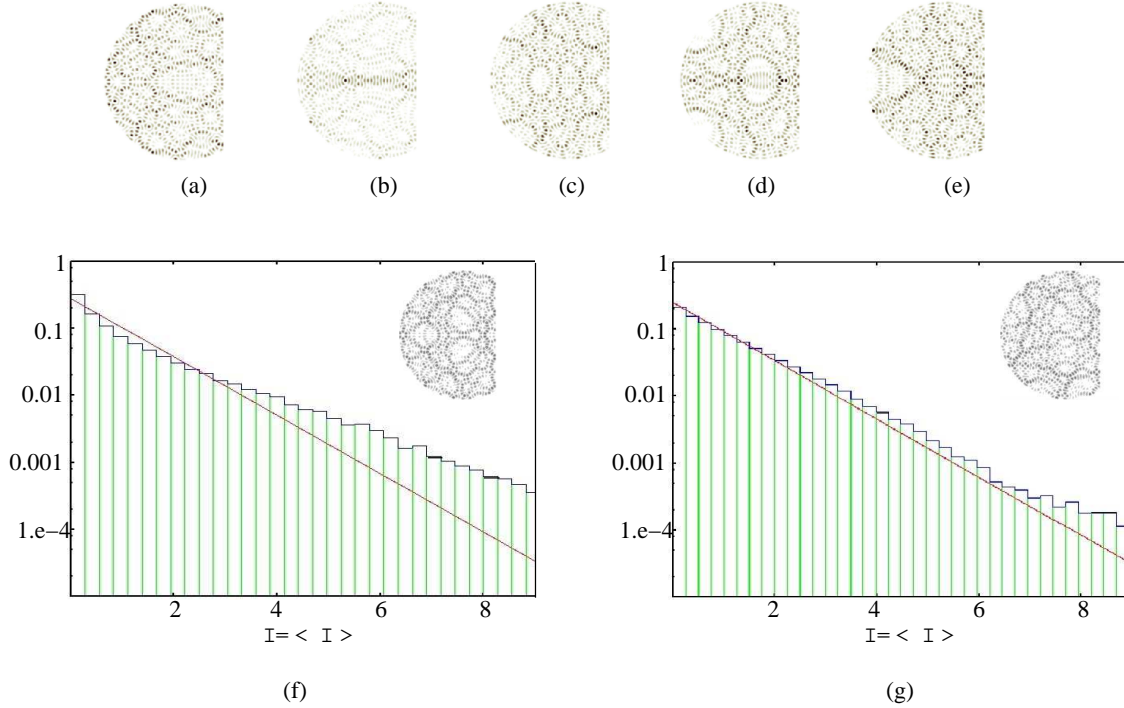 (a) (b) (c) (d) (e)
1
0.1
0.01
0.001
1.e−4
2 4 6 8
I= < I >
(f)
1
0.1
0.01
0.001
1.e−4
2 4 6 8
I= < I >
(g)